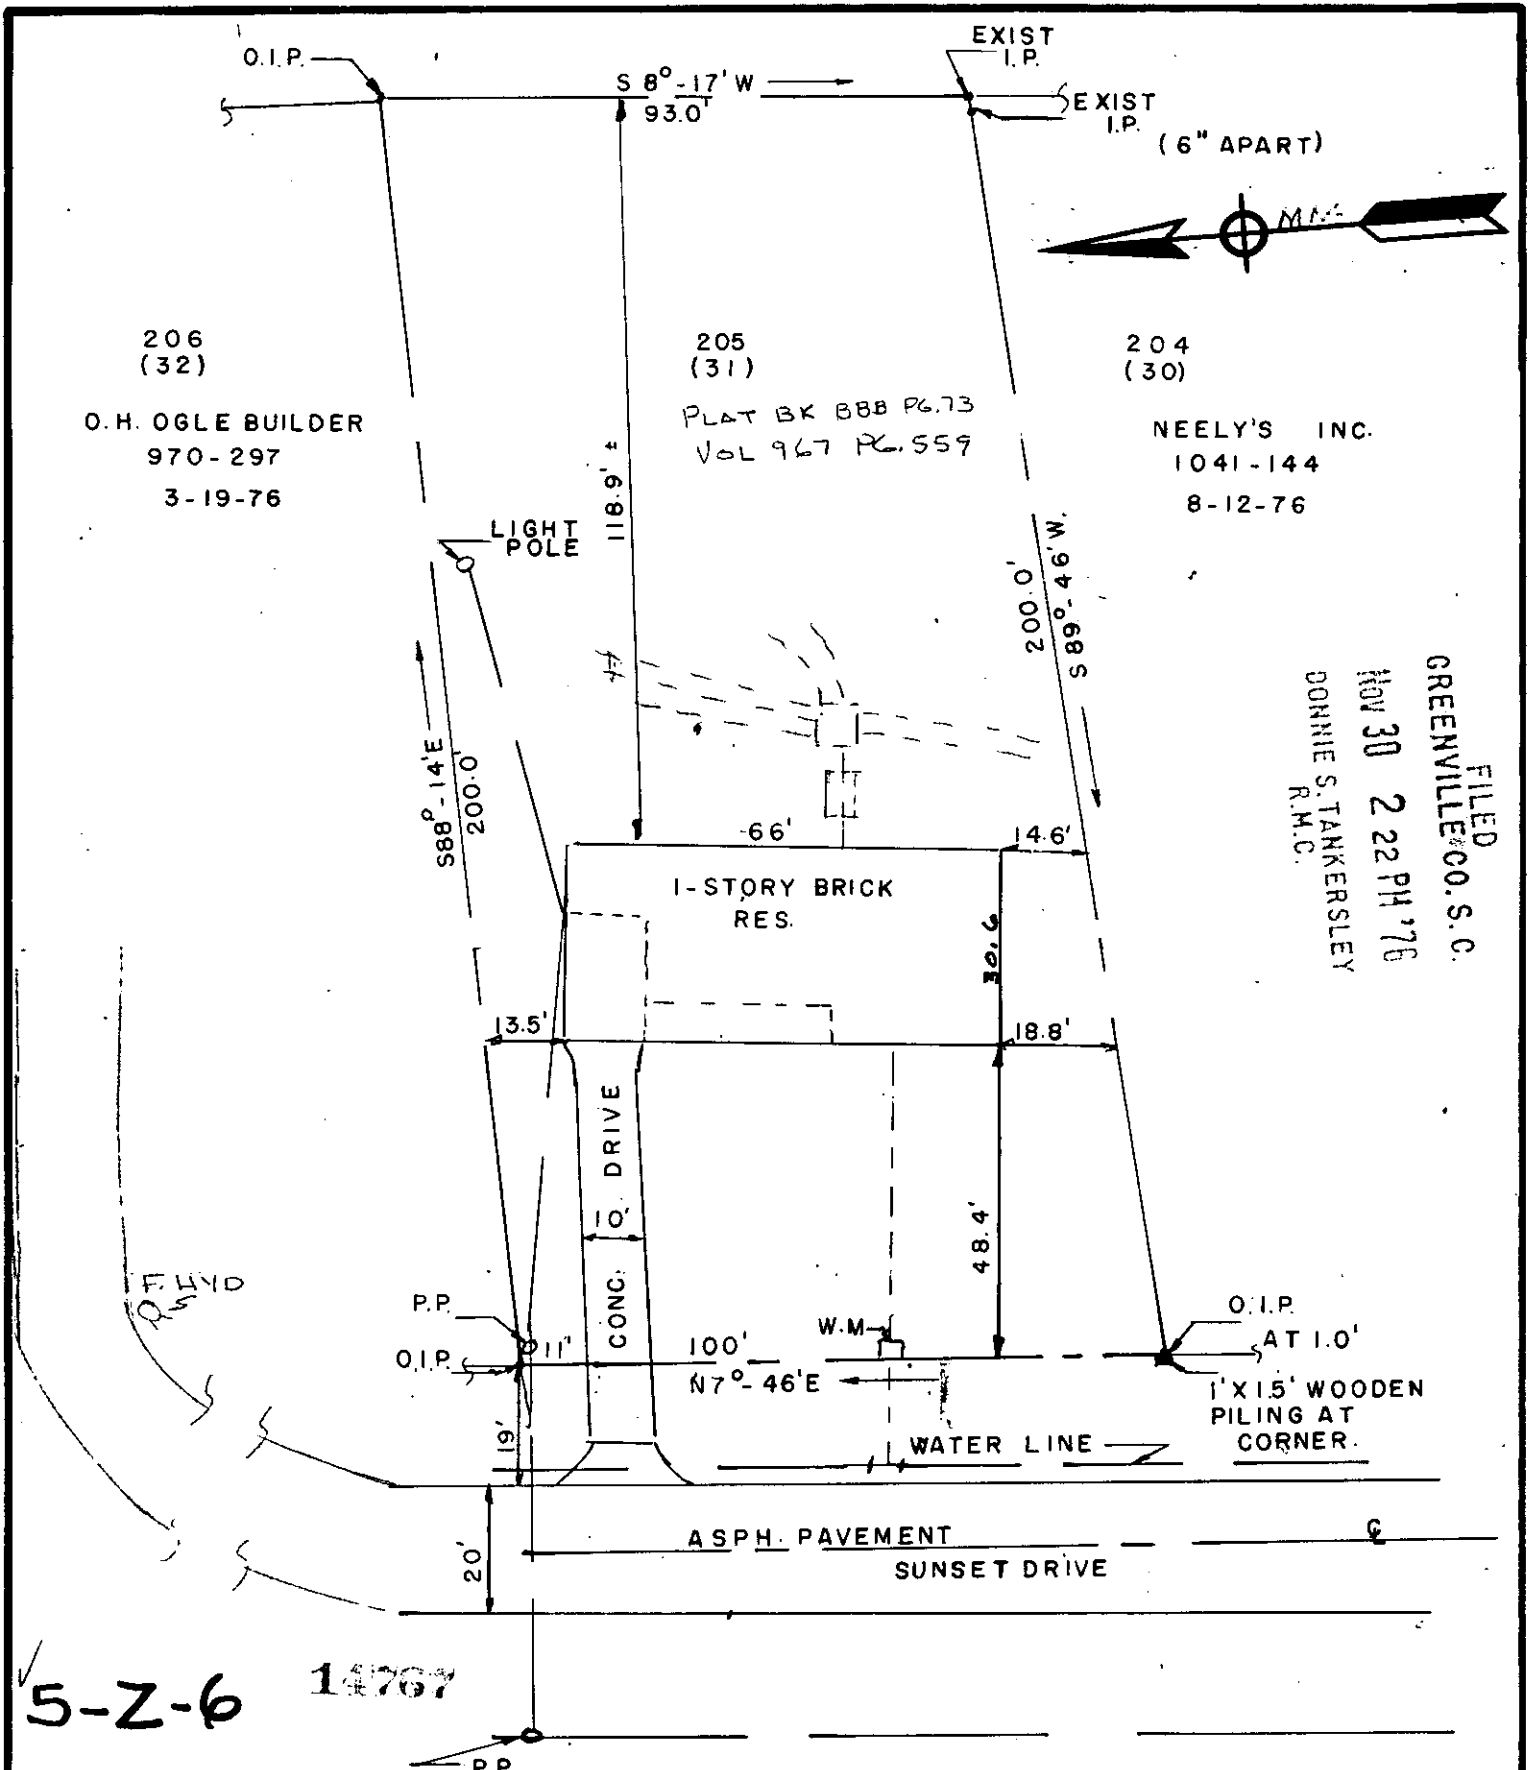 O.I.P.
EXIST
I.P.
S 8°-17' W
93.0'
EXIST
I.P.
(6" APART)
206
(32)
205
(31)
204
(30)
O.H. OGLE BUILDER
970-297
3-19-76
PLAT BK BBB PG.73
VOL 967 PG.559
NEELY'S INC.
1041-144
8-12-76
118.9' ±
LIGHT
POLE
200.0'
S89°-46'W.
S88°-14'E
200.0'
FILED
GREENVILLE CO. S. C.
NOV 30 2 22 PM '76
DONNIE S. TANKERSLEY
R.M.C.
66'
14.6'
1-STORY BRICK
RES.
30.6
13.5'
18.8'
CONC. DRIVE
10'
48.4'
F. HYD
P.P.
O.I.P.
11'
100'
N7°-46'E
W.M
O.I.P.
AT 1.0'
1'X1.5' WOODEN
PILING AT
CORNER.
19'
WATER LINE
20'
ASPH. PAVEMENT
SUNSET DRIVE
5-Z-6
14767
P.P.